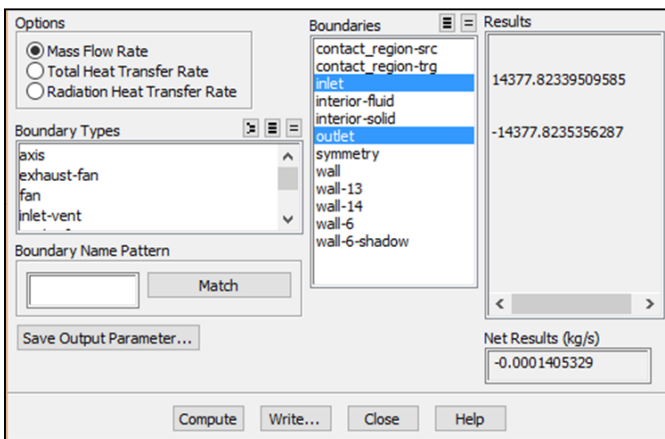 Options
Mass Flow Rate
Total Heat Transfer Rate
Radiation Heat Transfer Rate
Boundary Types
axis
exhaust-fan
fan
inlet-vent
Boundary Name Pattern
Match
Save Output Parameter...
Boundaries
contact_region-src
contact_region-trg
inlet
interior-fluid
interior-solid
outlet
symmetry
wall
wall-13
wall-14
wall-6
wall-6-shadow
Results
14377.82339509585
-14377.8235356287
Net Results (kg/s)
-0.0001405329
Compute
Write...
Close
Help